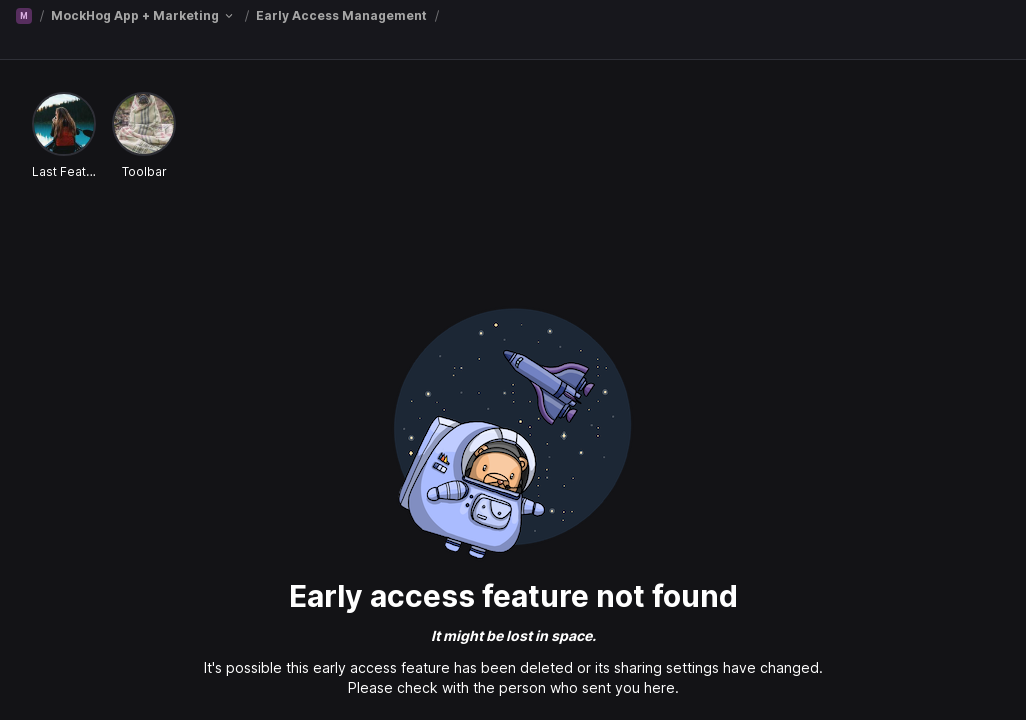 M / MockHog App + Marketing / Early Access Management /
Last Feat... Toolbar
Early access feature not found
It might be lost in space.
It's possible this early access feature has been deleted or its sharing settings have changed.
Please check with the person who sent you here.